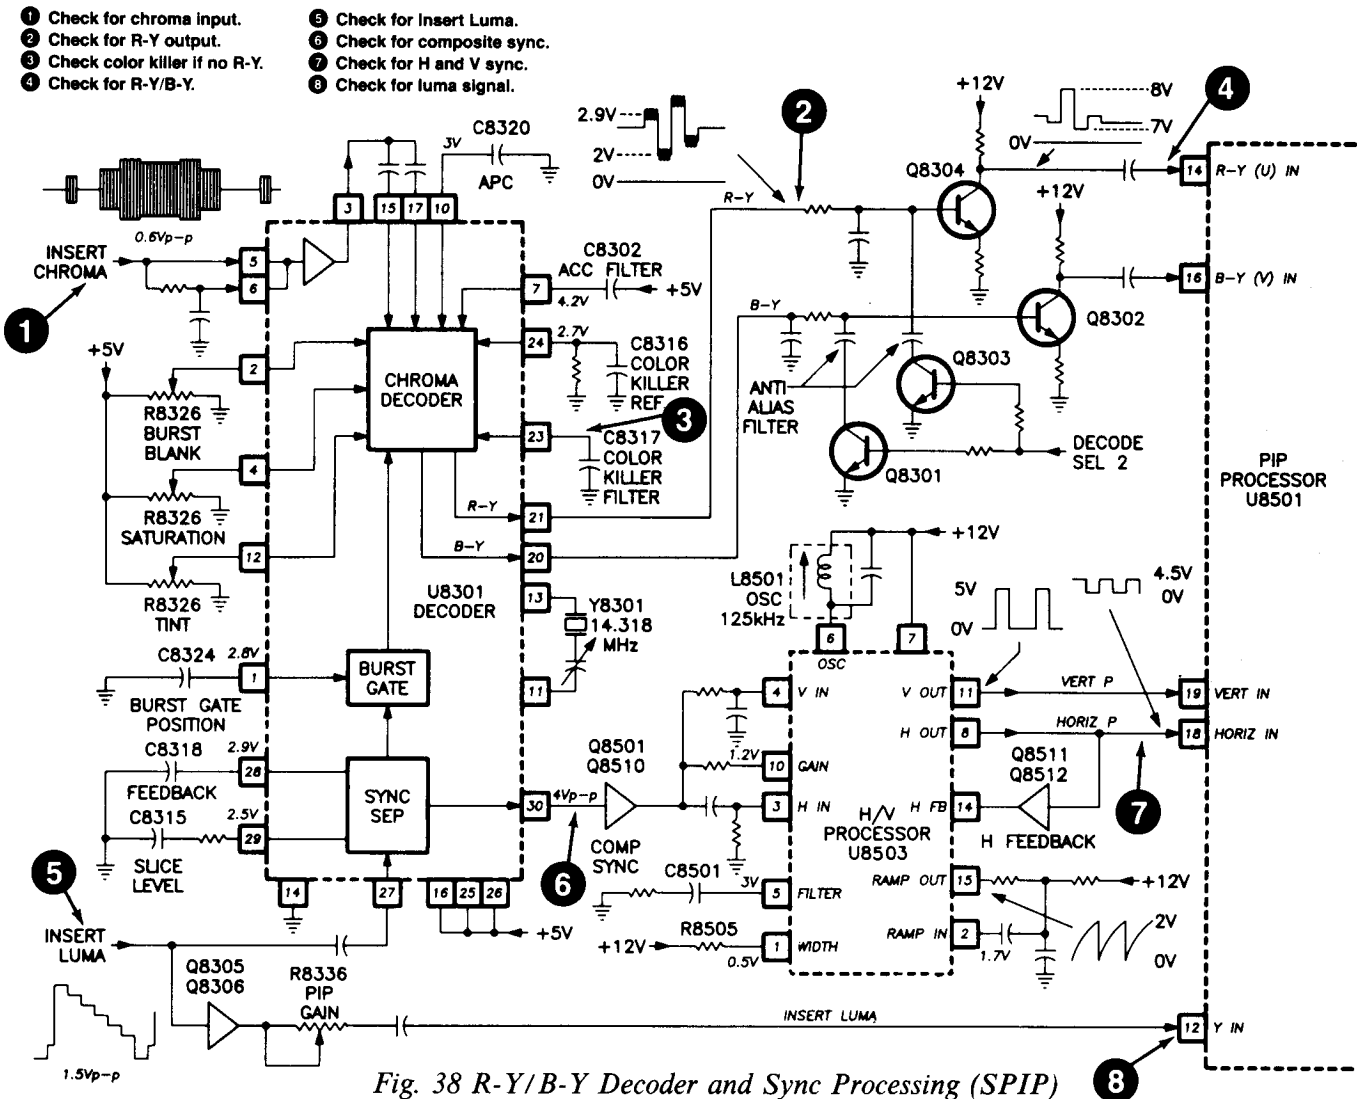 1 Check for chroma input.
2 Check for R-Y output.
3 Check color killer if no R-Y.
4 Check for R-Y/B-Y.
5 Check for Insert Luma.
6 Check for composite sync.
7 Check for H and V sync.
8 Check for luma signal.
0.6Vp-p
INSERT
CHROMA
1
3
15
17
10
3V
C8320
APC
2.9V
2V
0V
2
+12V
8V
7V
0V
4
Q8304
+12V
14
R-Y (U) IN
R-Y
5
6
C8302
ACC FILTER
7
4.2V
+5V
16
B-Y (V) IN
B-Y
Q8302
+5V
2
R8326
BURST
BLANK
CHROMA
DECODER
24
2.7V
C8316
COLOR
KILLER
REF
3
Q8303
ANTI
ALIAS
FILTER
4
R8326
SATURATION
23
C8317
COLOR
KILLER
FILTER
Q8301
DECODE
SEL 2
PIP
PROCESSOR
U8501
R-Y
21
B-Y
20
12
R8326
TINT
U8301
DECODER
13
Y8301
14.318
MHz
11
L8501
OSC
125kHz
+12V
6
OSC
7
5V
0V
4.5V
0V
C8324
2.8V
1
BURST GATE
POSITION
BURST
GATE
4
V IN
V OUT
11
VERT P
19
VERT IN
H OUT
8
HORIZ P
18
HORIZ IN
C8318
2.9V
28
FEEDBACK
SYNC
SEP
C8315
2.5V
29
SLICE
LEVEL
30
4Vp-p
Q8501
Q8510
COMP
SYNC
6
1.2V
10
GAIN
3
H IN
H/V
PROCESSOR
U8503
H FB
14
Q8511
Q8512
H FEEDBACK
7
5
INSERT
LUMA
14
27
16
25
26
+5V
C8501
3V
5
FILTER
RAMP OUT
15
+12V
2V
0V
+12V
R8505
0.5V
1
WIDTH
RAMP IN
2
1.7V
Q8305
Q8306
R8336
PIP
GAIN
INSERT LUMA
12
Y IN
8
1.5Vp-p
Fig. 38 R-Y/B-Y Decoder and Sync Processing (SPIP)